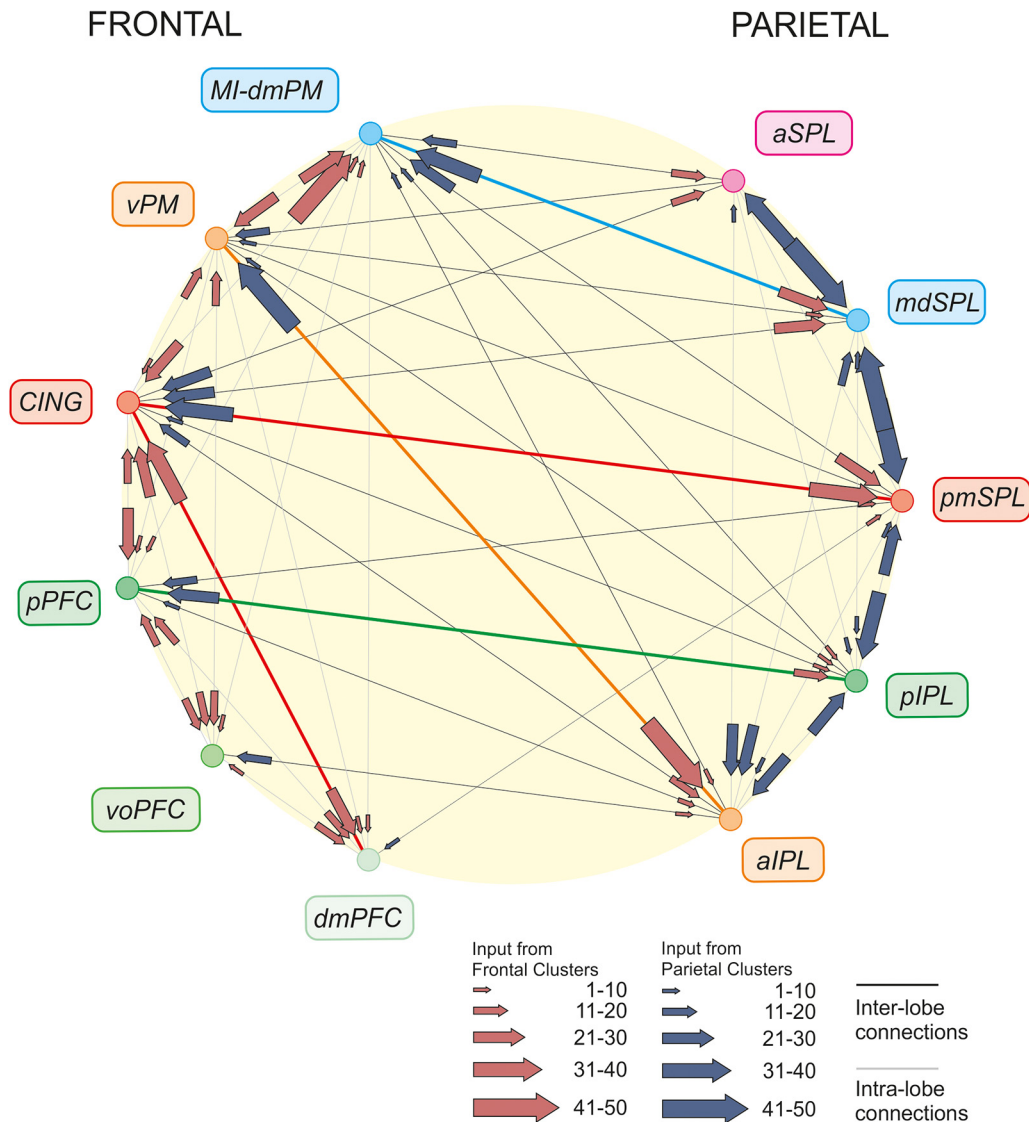 FRONTAL
PARIETAL
MI-dmPM
aSPL
vPM
mdSPL
CING
pmSPL
pPFC
pIPL
voPFC
aIPL
dmPFC
Input from
Frontal Clusters
1-10
11-20
21-30
31-40
41-50
Input from
Parietal Clusters
1-10
11-20
21-30
31-40
41-50
Inter-lobe
connections
Intra-lobe
connections